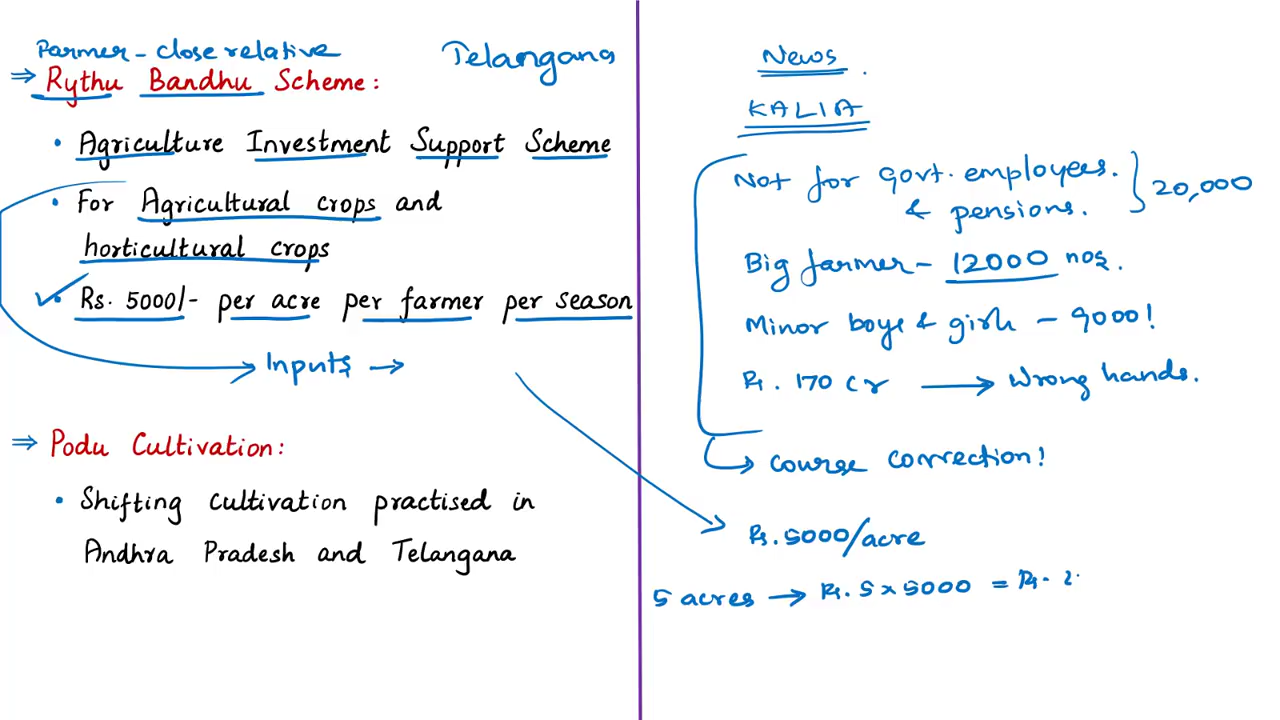 Farmer - close relative
Telangana
⇒ Rythu Bandhu Scheme:
• Agriculture Investment Support Scheme
• For Agricultural crops and
horticultural crops
• Rs. 5000/- per acre per farmer per season
→ Inputs →
⇒ Podu Cultivation:
• Shifting cultivation practised in
Andhra Pradesh and Telangana
News
KALIA
Not for govt. employees.
& pensions. } 20,000
Big farmer - 12000 nos.
Minor boys & girls - 9000!
Rs. 170 cr → Wrong hands.
→ course correction!
Rs. 5000/acre
5 acres → Rs. 5 x 5000 = Rs. 2